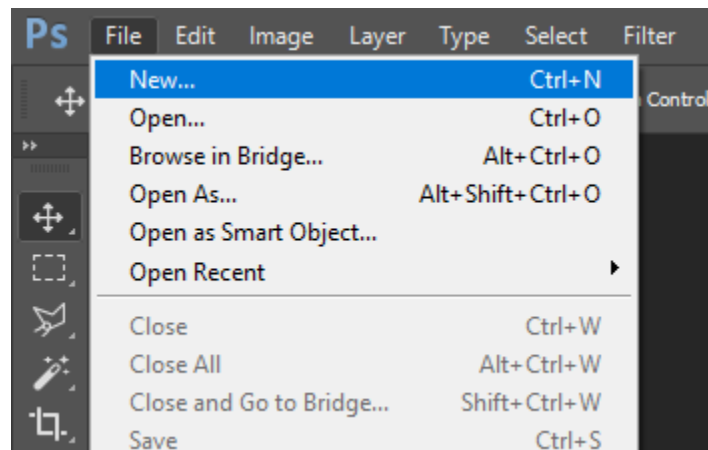 Ps File Edit Image Layer Type Select Filter
New... Ctrl+N
Control
Open... Ctrl+O
Browse in Bridge... Alt+Ctrl+O
Open As... Alt+Shift+Ctrl+O
Open as Smart Object...
Open Recent
Close Ctrl+W
Close All Alt+Ctrl+W
Close and Go to Bridge... Shift+Ctrl+W
Save Ctrl+S